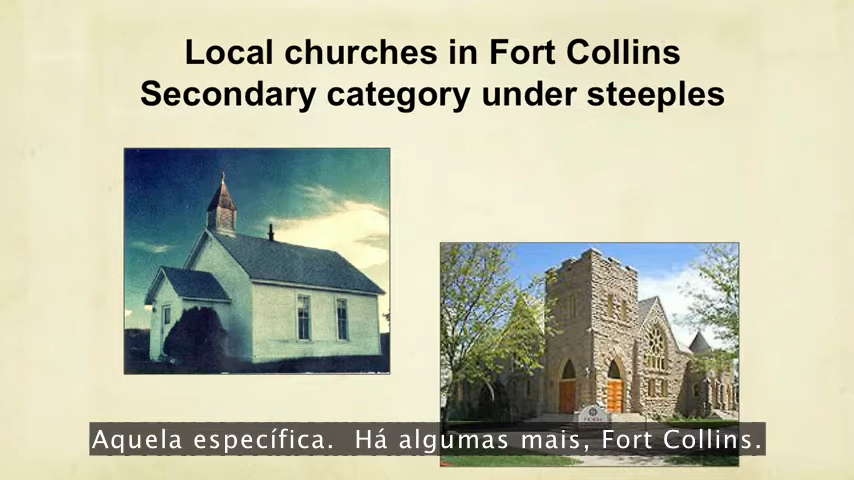 Local churches in Fort Collins
Secondary category under steeples
Aquela específica.  Há algumas mais, Fort Collins.